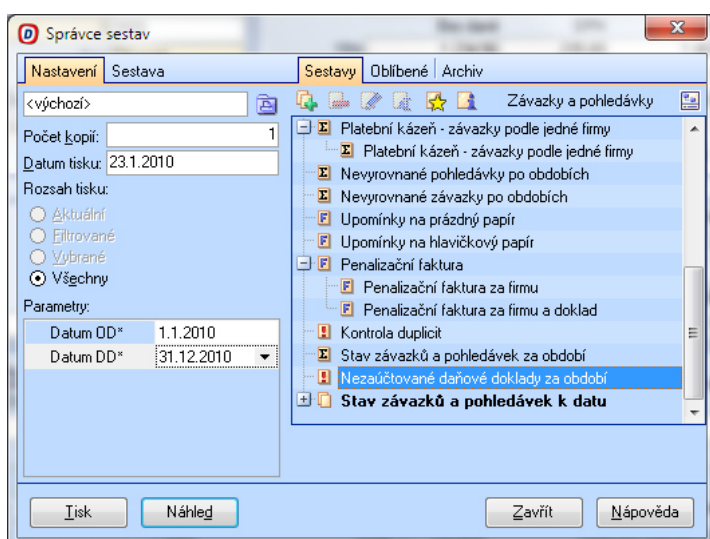 Správce sestav
Nastavení Sestava
<výchozí>
Počet kopií: 1
Datum tisku: 23.1.2010
Rozsah tisku:
Aktuální
Filtrované
Vybrané
Všechny
Parametry:
Datum OD* 1.1.2010
Datum DD* 31.12.2010
Sestavy Oblíbené Archiv
Závazky a pohledávky
Platební kázeň - závazky podle jedné firmy
Platební kázeň - závazky podle jedné firmy
Nevyrovnané pohledávky po obdobích
Nevyrovnané závazky po obdobích
Upomínky na prázdný papír
Upomínky na hlavičkový papír
Penalizační faktura
Penalizační faktura za firmu
Penalizační faktura za firmu a doklad
Kontrola duplicit
Stav závazků a pohledávek za období
Nezaúčtované daňové doklady za období
Stav závazků a pohledávek k datu
Tisk Náhled Zavřít Nápověda